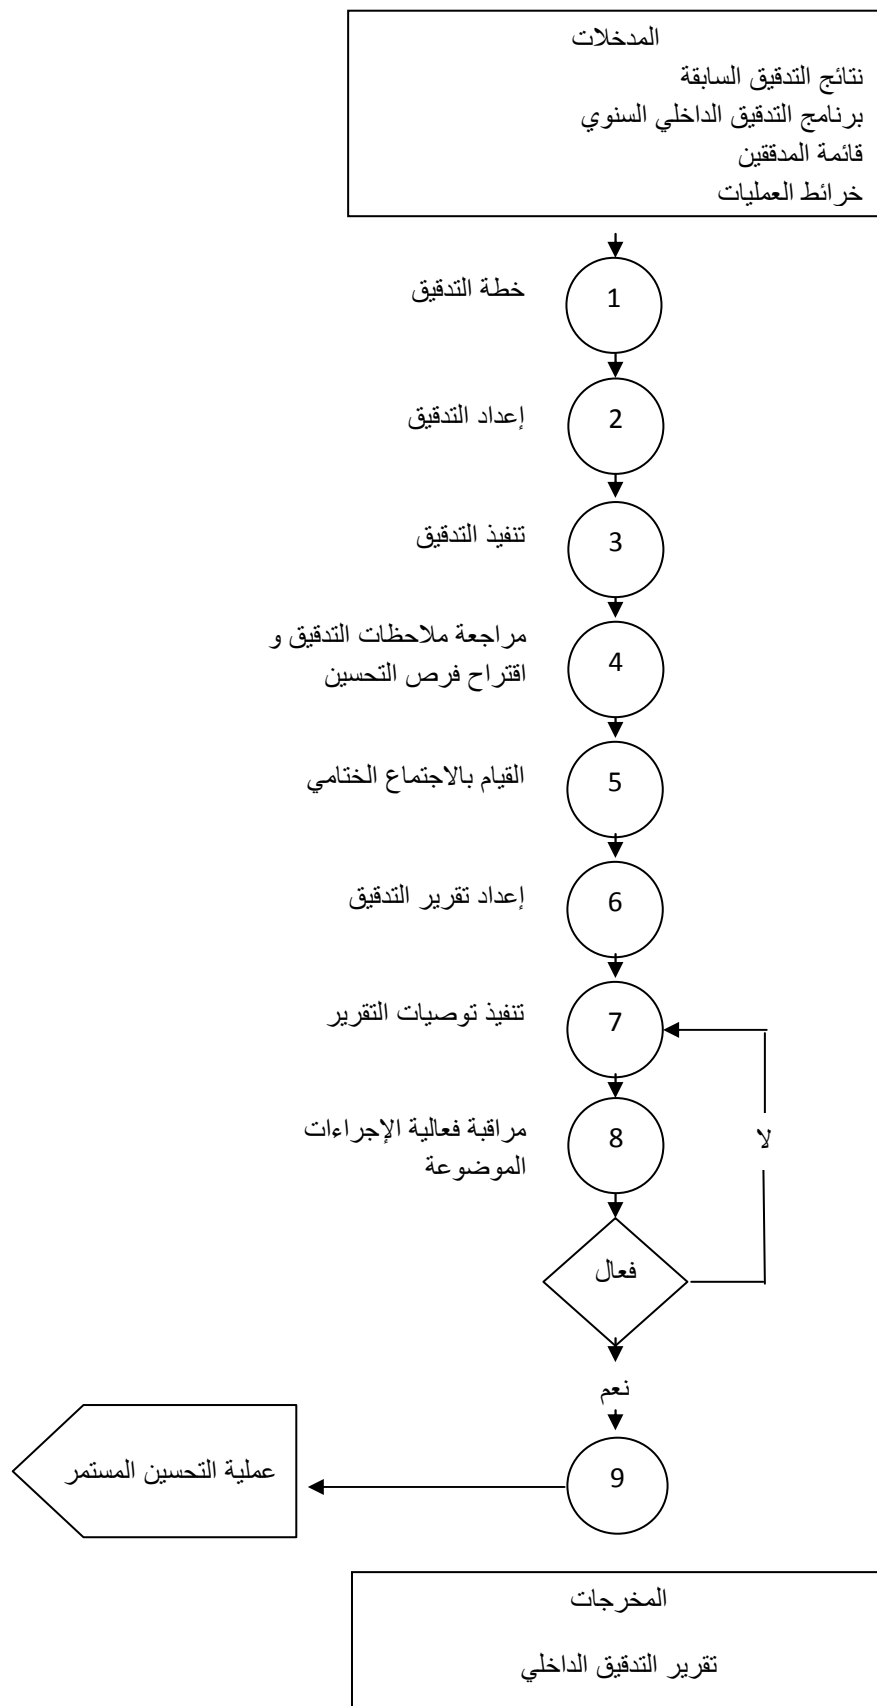 المدخلات
نتائج التدقيق السابقة
برنامج التدقيق الداخلي السنوي
قائمة المدققين
خرائط العمليات
خطة التدقيق
1
إعداد التدقيق
2
تنفيذ التدقيق
3
مراجعة ملاحظات التدقيق و
اقتراح فرص التحسين
4
القيام بالاجتماع الختامي
5
إعداد تقرير التدقيق
6
تنفيذ توصيات التقرير
7
مراقبة فعالية الإجراءات
الموضوعة
8
لا
فعال
نعم
9
عملية التحسين المستمر
المخرجات
تقرير التدقيق الداخلي